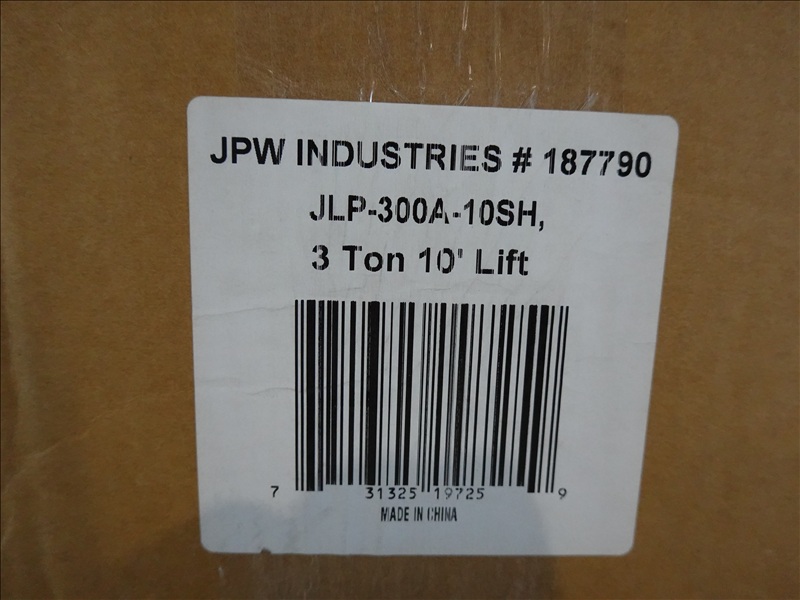 JPW INDUSTRIES # 187790
JLP-300A-10SH,
3 Ton 10' Lift
7 31325 19725 9
MADE IN CHINA